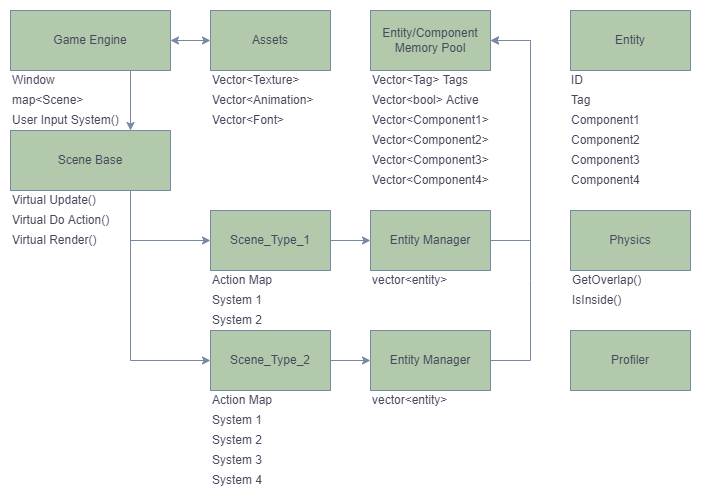 Game Engine
Window
map<Scene>
User Input System()
Assets
Vector<Texture>
Vector<Animation>
Vector<Font>
Entity/Component
Memory Pool
Vector<Tag> Tags
Vector<bool> Active
Vector<Component1>
Vector<Component2>
Vector<Component3>
Vector<Component4>
Entity
ID
Tag
Component1
Component2
Component3
Component4
Scene Base
Virtual Update()
Virtual Do Action()
Virtual Render()
Scene_Type_1
Action Map
System 1
System 2
Entity Manager
vector<entity>
Physics
GetOverlap()
IsInside()
Scene_Type_2
Action Map
System 1
System 2
System 3
System 4
Entity Manager
vector<entity>
Profiler